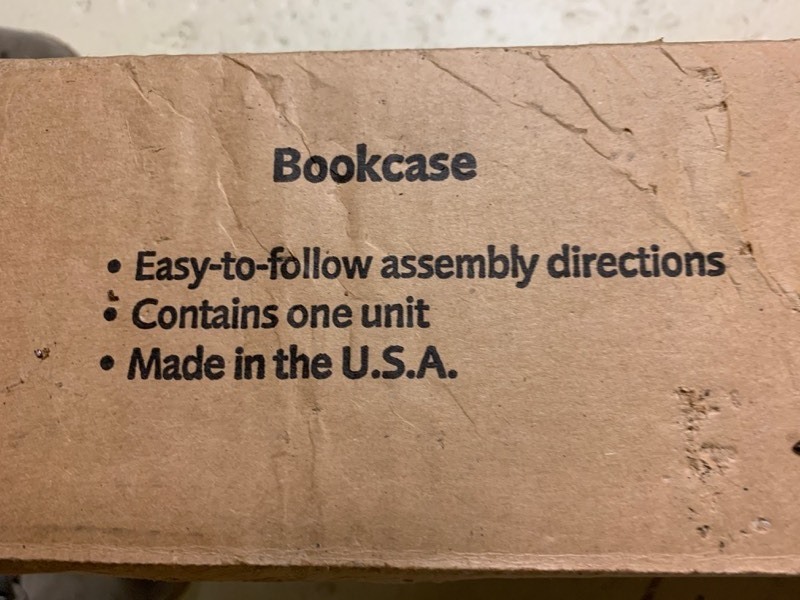 Bookcase
• Easy-to-follow assembly directions
• Contains one unit
• Made in the U.S.A.